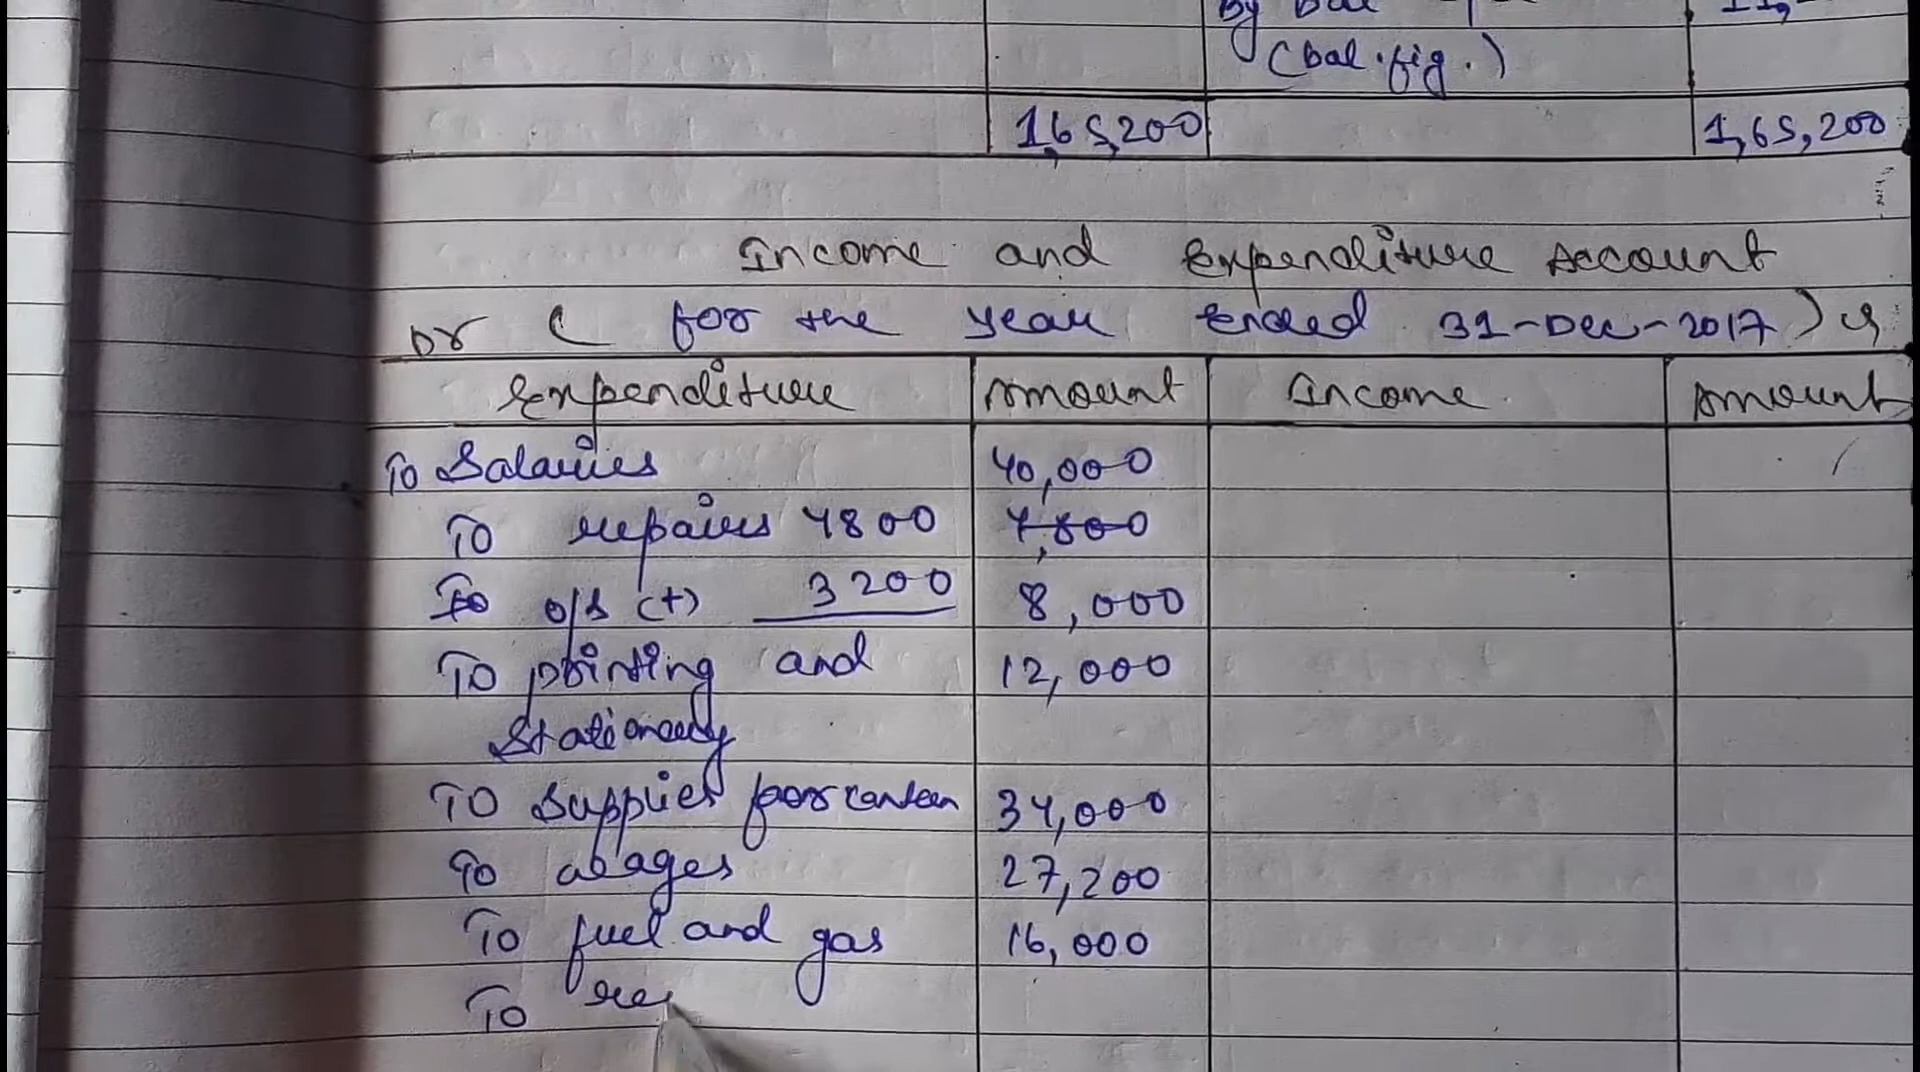 By Bal
(bal.fig.)
1,65,200 1,65,200
Income and Expenditure Account
Dr ( for the year ended 31-Dec-2017)
Expenditure Amount Income Amount
To Salaries 40,000
To repairs 4800 4,800
To o/s (+) 3200 8,000
To printing and 12,000
Stationery
To Supplies for canteen 34,000
To wages 27,200
To fuel and gas 16,000
To